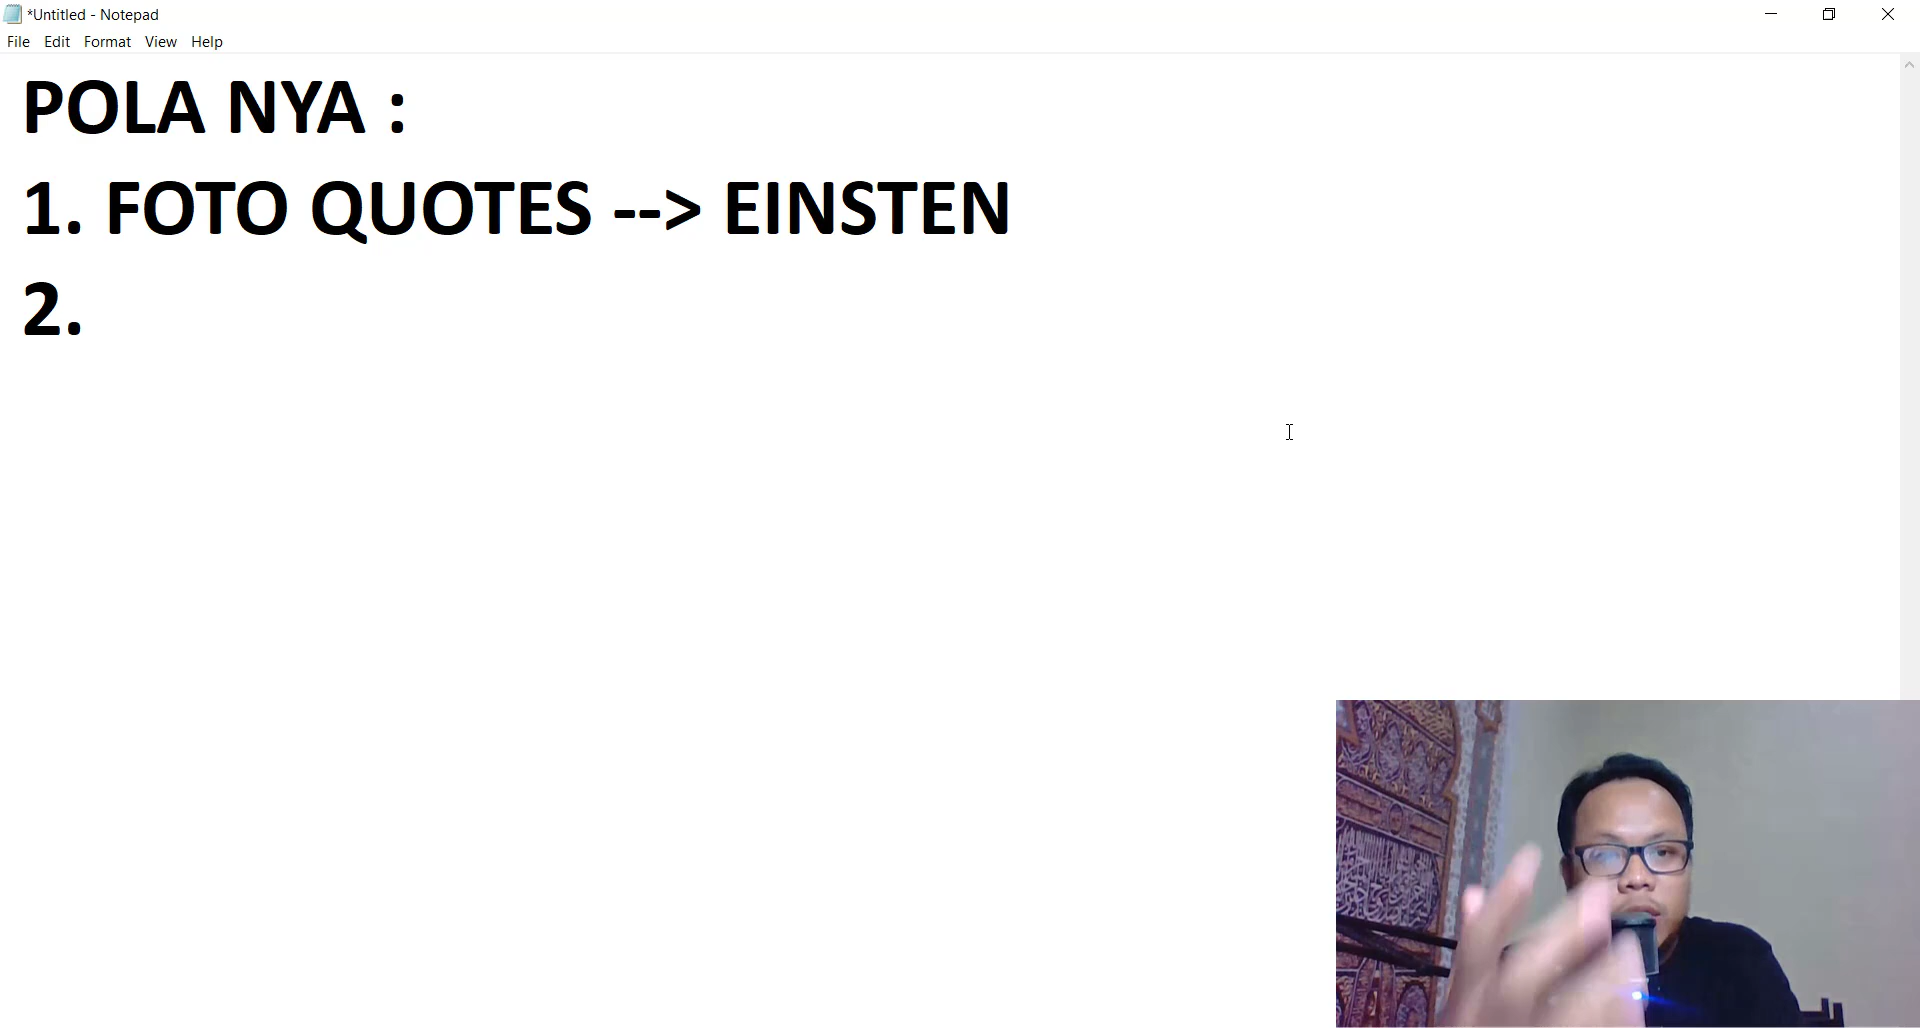 *Untitled - Notepad
File Edit Format View Help
POLA NYA :
1. FOTO QUOTES --> EINSTEN
2.